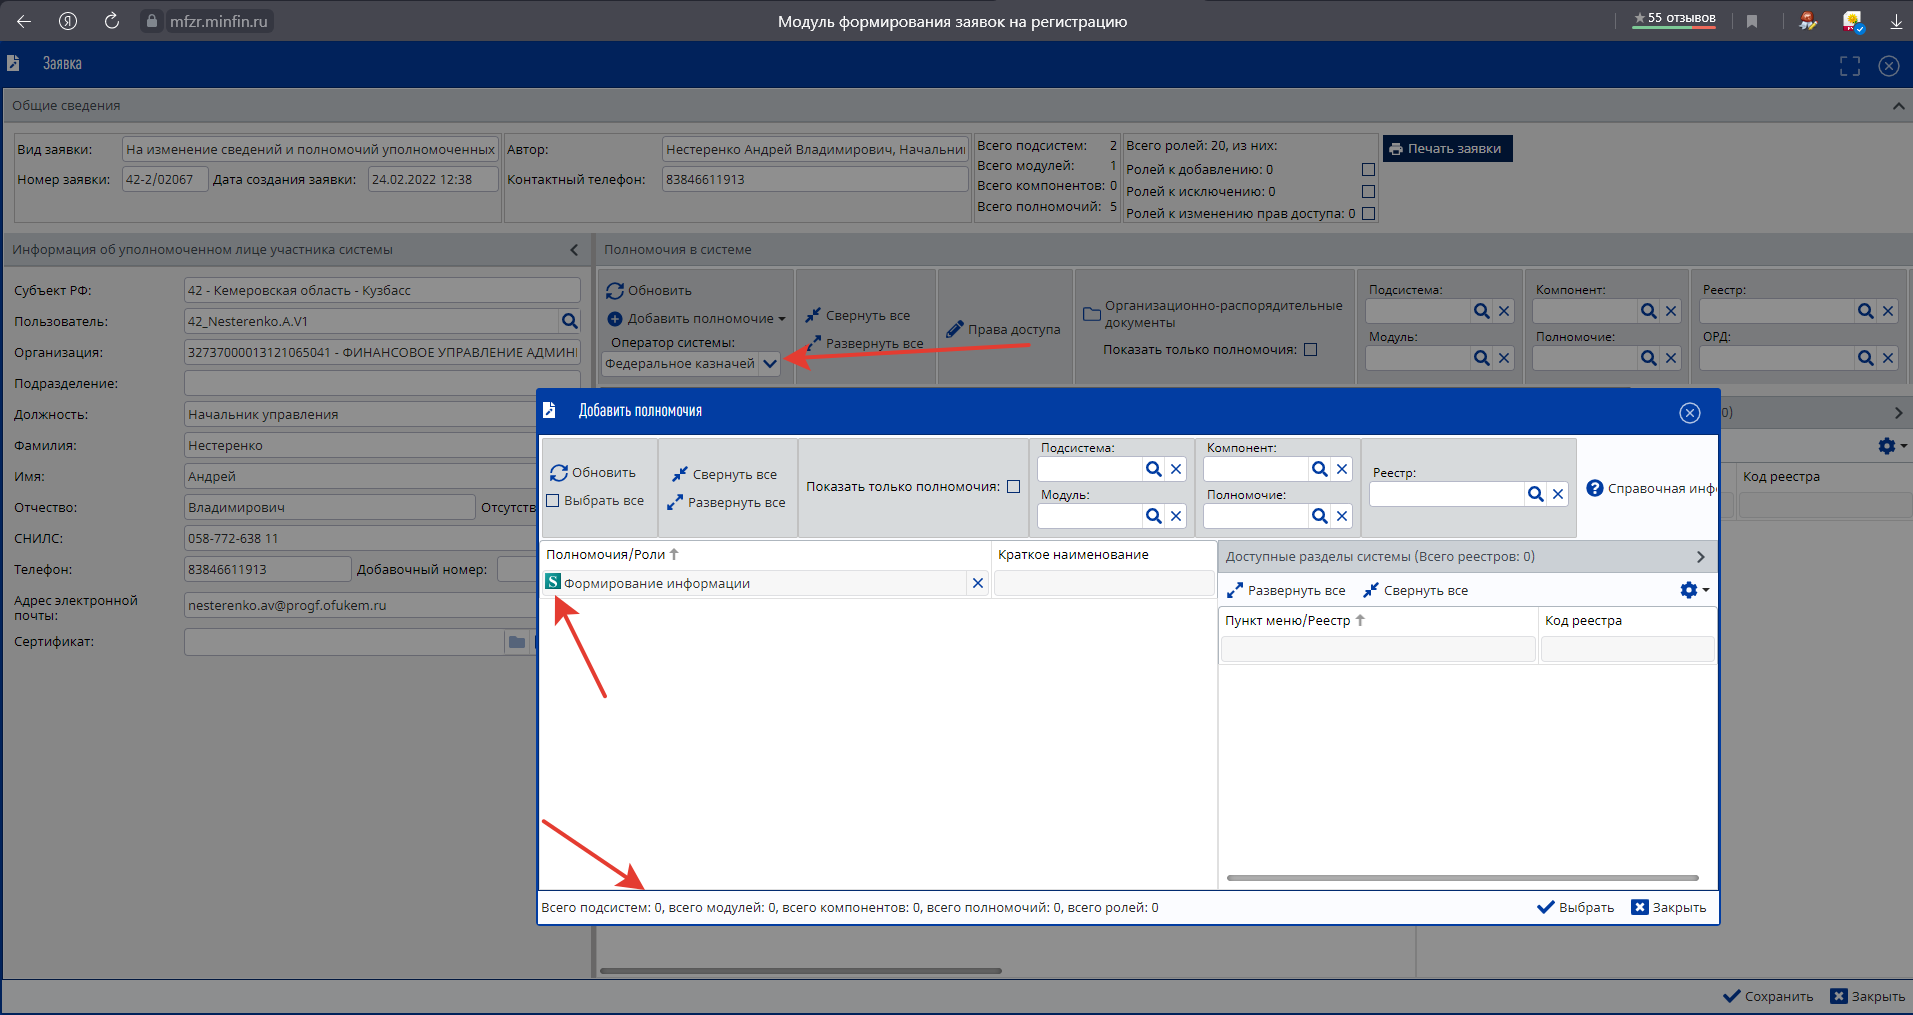 mfzr.minfin.ru
Модуль формирования заявок на регистрацию
55 отзывов
Заявка
Общие сведения
Вид заявки: На изменение сведений и полномочий уполномоченных
Номер заявки: 42-2/02067 Дата создания заявки: 24.02.2022 12:38
Автор: Нестеренко Андрей Владимирович, Начальни
Контактный телефон: 83846611913
Всего подсистем: 2
Всего модулей: 1
Всего компонентов: 0
Всего полномочий: 5
Всего ролей: 20, из них:
Ролей к добавлению: 0
Ролей к исключению: 0
Ролей к изменению прав доступа: 0
Печать заявки
Информация об уполномоченном лице участника системы
Субъект РФ: 42 - Кемеровская область - Кузбасс
Пользователь: 42_Nesterenko.A.V1
Организация: 32737000013121065041 - ФИНАНСОВОЕ УПРАВЛЕНИЕ АДМИН
Подразделение:
Должность: Начальник управления
Фамилия: Нестеренко
Имя: Андрей
Отчество: Владимирович Отсутств
СНИЛС: 058-772-638 11
Телефон: 83846611913 Добавочный номер:
Адрес электронной
почты: nesterenko.av@progf.ofukem.ru
Сертификат:
Полномочия в системе
Обновить
Добавить полномочие
Оператор системы:
Федеральное казначей
Свернуть все
Развернуть все
Права доступа
Организационно-распорядительные
документы
Показать только полномочия:
Подсистема:
Модуль:
Компонент:
Полномочие:
Реестр:
ОРД:
0)
Код реестра
Добавить полномочия
Обновить
Выбрать все
Свернуть все
Развернуть все
Показать только полномочия:
Подсистема:
Модуль:
Компонент:
Полномочие:
Реестр:
Справочная инф
Полномочия/Роли
Краткое наименование
S Формирование информации
Доступные разделы системы (Всего реестров: 0)
Развернуть все Свернуть все
Пункт меню/Реестр
Код реестра
Всего подсистем: 0, всего модулей: 0, всего компонентов: 0, всего полномочий: 0, всего ролей: 0
Выбрать Закрыть
Сохранить Закрыть